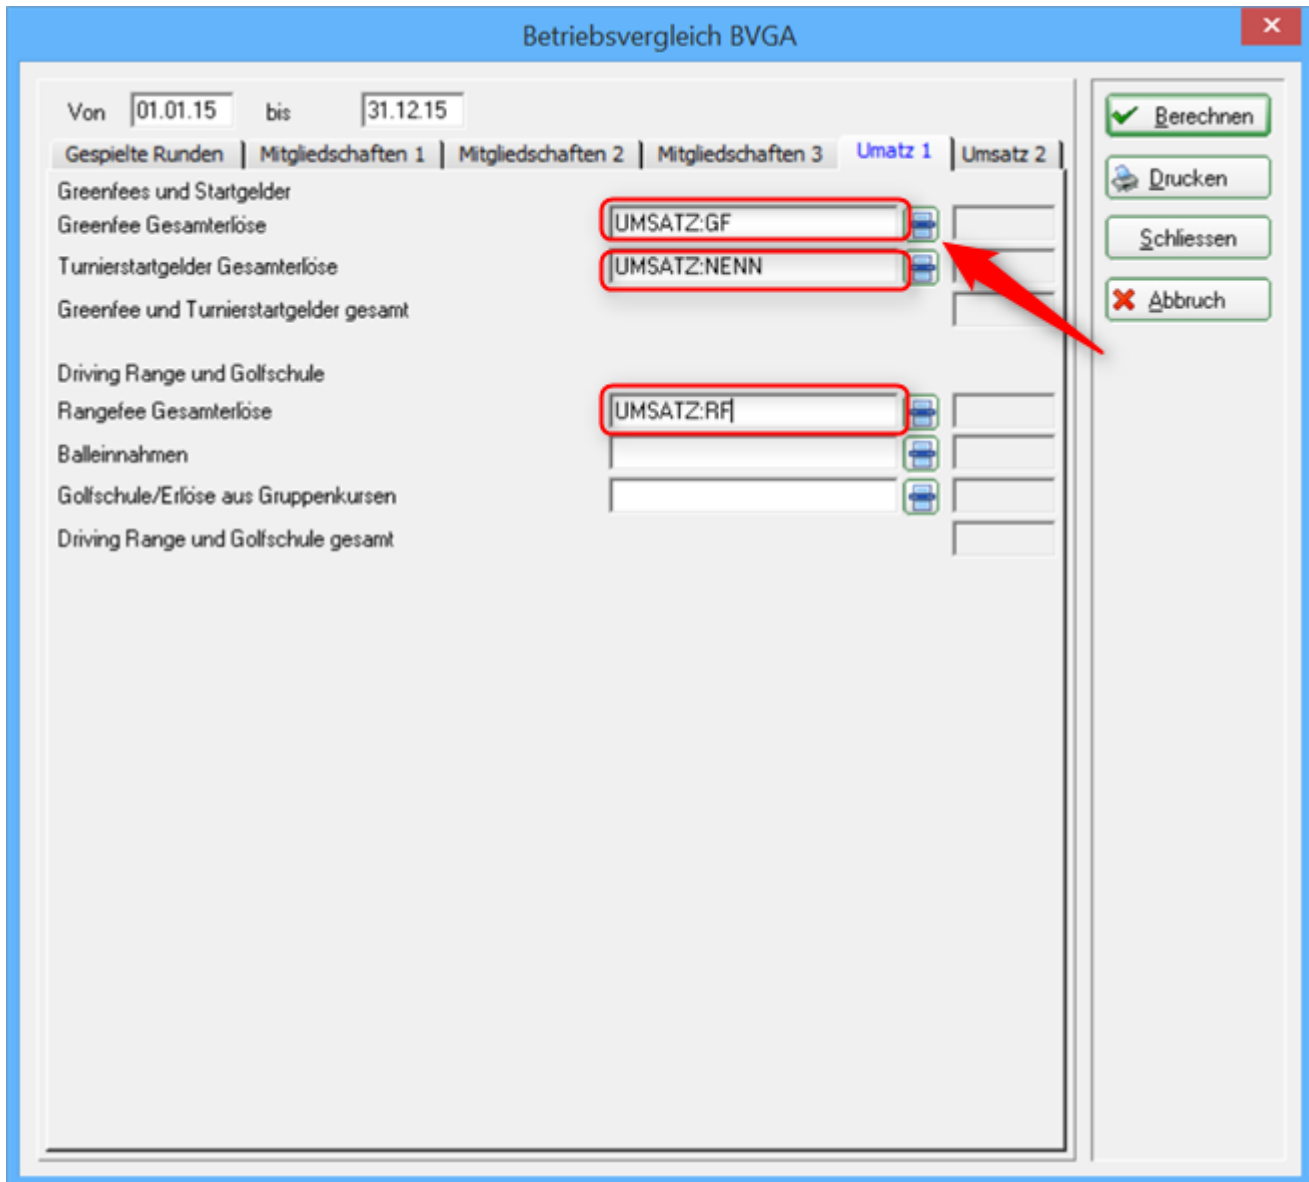 Betriebsvergleich BVGA
Von 01.01.15 bis 31.12.15
Gespielte Runden Mitgliedschaften 1 Mitgliedschaften 2 Mitgliedschaften 3 Umatz 1 Umsatz 2
Greenfees und Startgelder
Greenfee Gesamterlöse UMSATZ:GF
Turnierstartgelder Gesamterlöse UMSATZ:NENN
Greenfee und Turnierstartgelder gesamt
Driving Range und Golfschule
Rangefee Gesamterlöse UMSATZ:RF
Balleinnahmen
Golfschule/Erlöse aus Gruppenkursen
Driving Range und Golfschule gesamt
Berechnen
Drucken
Schliessen
Abbruch